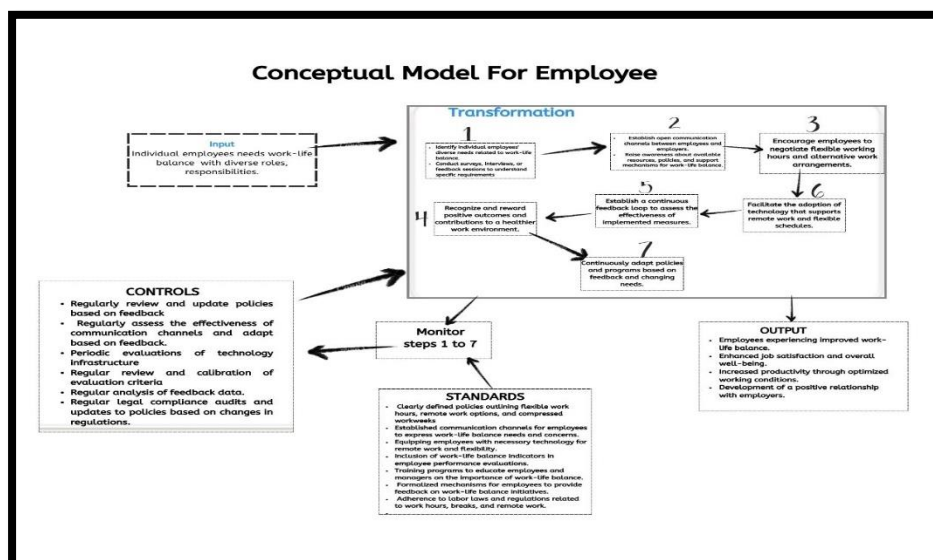 Conceptual Model For Employee
Transformation
Input
Individual employees needs work-life
balance with diverse roles,
responsibilities.
1
- Identify individual employees'
diverse needs related to work-life
balance.
- Conduct surveys, interviews, or
feedback sessions to understand
specific requirements
2
- Establish open communication
channels between employees and
employers.
- Raise awareness about available
resources, policies, and support
mechanisms for work-life balance.
3
Encourage employees to
negotiate flexible working
hours and alternative work
arrangements.
4
Recognize and reward
positive outcomes and
contributions to a healthier
work environment.
5
Establish a continuous
feedback loop to assess the
effectiveness of
implemented measures.
6
Facilitate the adoption of
technology that supports
remote work and flexible
schedules.
7
Continuously adapt policies
and programs based on
feedback and changing
needs.
CONTROLS
• Regularly review and update policies
based on feedback
• Regularly assess the effectiveness of
communication channels and adapt
based on feedback.
• Periodic evaluations of technology
infrastructure
• Regular review and calibration of
evaluation criteria
• Regular analysis of feedback data.
• Regular legal compliance audits and
updates to policies based on changes in
regulations.
Monitor
steps 1 to 7
OUTPUT
- Employees experiencing improved work-
life balance.
- Enhanced job satisfaction and overall
well-being.
- Increased productivity through optimized
working conditions.
- Development of a positive relationship
with employers.
STANDARDS
- Clearly defined policies outlining flexible work
hours, remote work options, and compressed
workweeks
- Established communication channels for employees
to express work-life balance needs and concerns.
- Equipping employees with necessary technology for
remote work and flexibility.
- Inclusion of work-life balance indicators in
employee performance evaluations.
- Training programs to educate employees and
managers on the importance of work-life balance.
- Formalized mechanisms for employees to provide
feedback on work-life balance initiatives.
- Adherence to labor laws and regulations related
to work hours, breaks, and remote work.
-